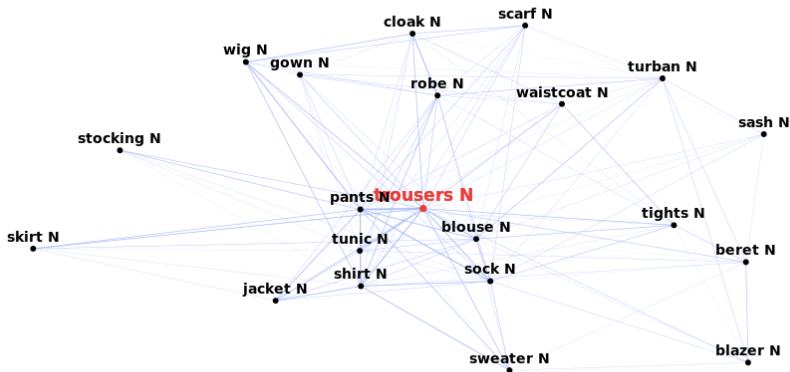 scarf N
cloak N
wig N
gown N
turban N
robe N
waistcoat N
sash N
stocking N
pants N
trousers N
tights N
blouse N
skirt N
tunic N
beret N
sock N
shirt N
jacket N
blazer N
sweater N